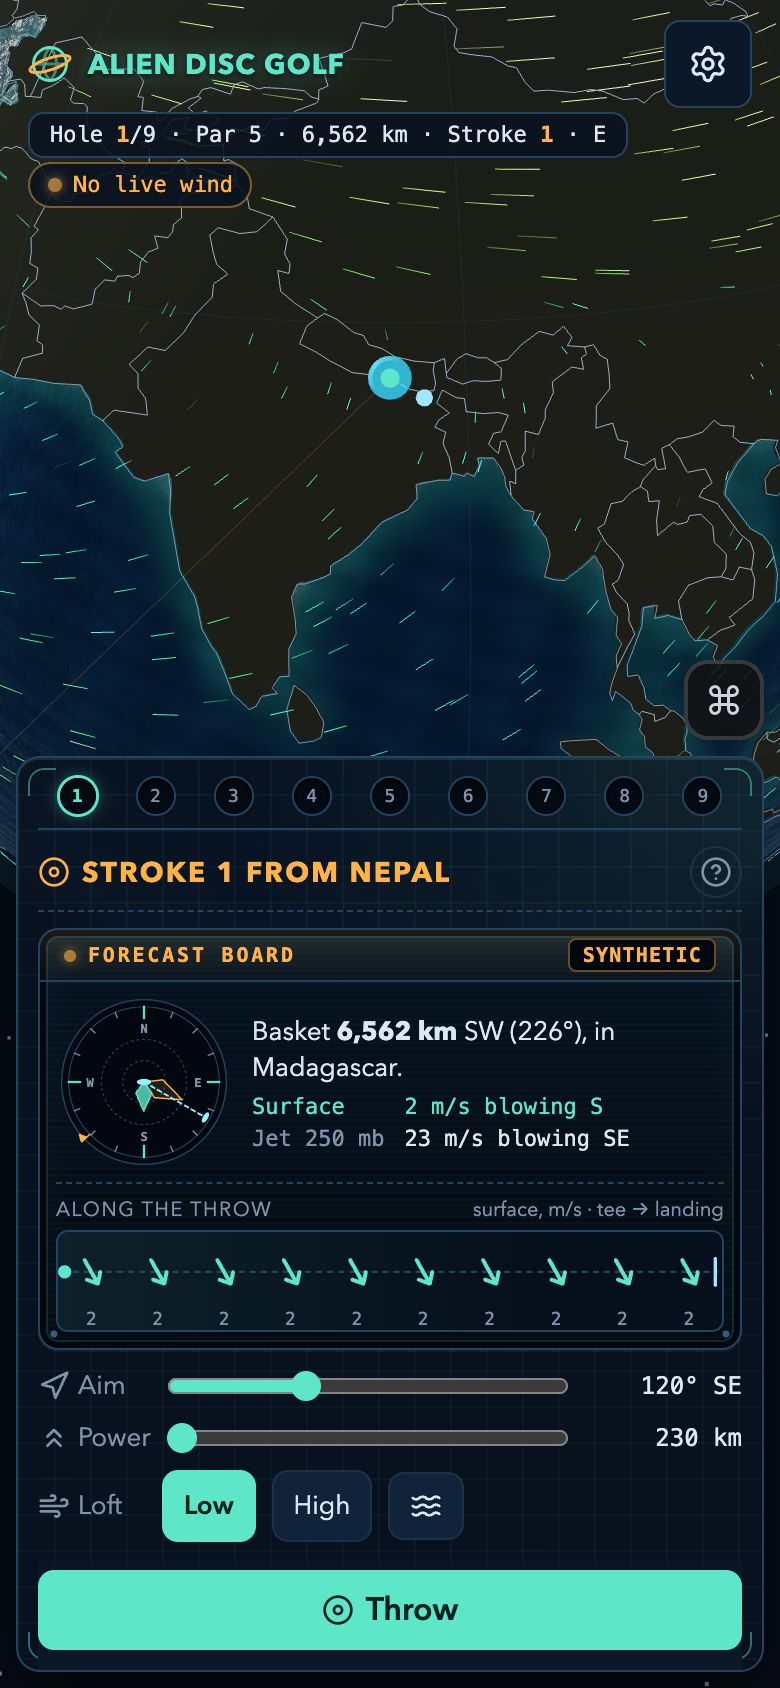 ALIEN DISC GOLF
Hole 1/9 · Par 5 · 6,562 km · Stroke 1 · E
No live wind
1 2 3 4 5 6 7 8 9
STROKE 1 FROM NEPAL
FORECAST BOARD SYNTHETIC
N
W E
S
Basket 6,562 km SW (226°), in
Madagascar.
Surface 2 m/s blowing S
Jet 250 mb 23 m/s blowing SE
ALONG THE THROW surface, m/s · tee → landing
2 2 2 2 2 2 2 2 2 2
Aim 120° SE
Power 230 km
Loft Low High
Throw